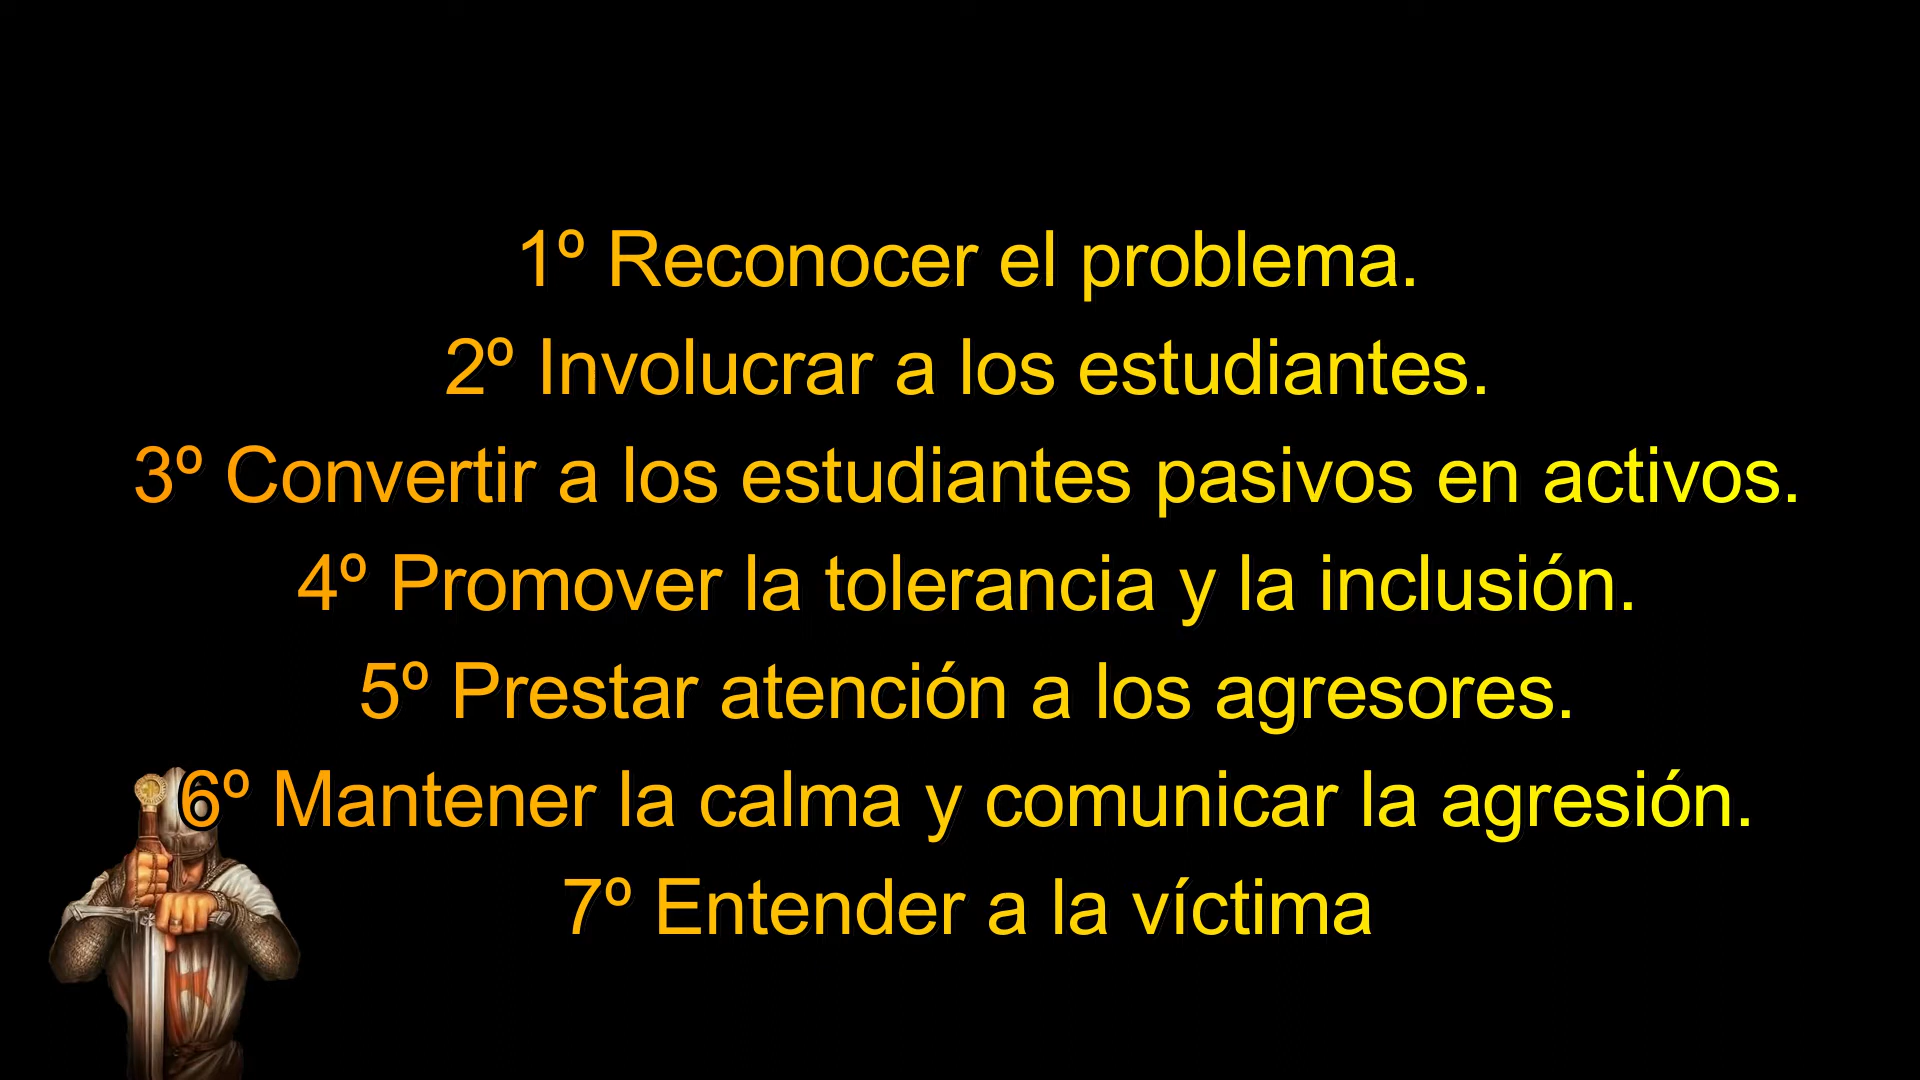 1º Reconocer el problema.
2º Involucrar a los estudiantes.
3º Convertir a los estudiantes pasivos en activos.
4º Promover la tolerancia y la inclusión.
5º Prestar atención a los agresores.
6º Mantener la calma y comunicar la agresión.
7º Entender a la víctima